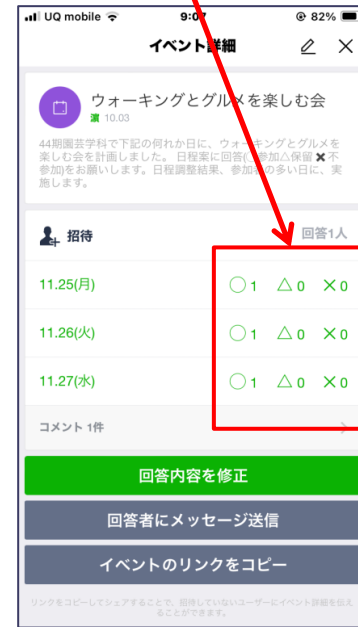 UQ mobile 9:07 82%
イベント詳細
ウォーキングとグルメを楽しむ会
10.03
44期園芸学科で下記の何れか日に、ウォーキングとグルメを
楽しむ会を計画しました。 日程案に回答(◯参加△保留✖不
参加)をお願いします。日程調整結果、参加者の多い日に、実
施します。
招待 回答1人
11.25(月) ◯1 △0 ×0
11.26(火) ◯1 △0 ×0
11.27(水) ◯1 △0 ×0
コメント 1件
回答内容を修正
回答者にメッセージ送信
イベントのリンクをコピー
リンクをコピーしてシェアすることで、招待していないユーザーにイベント詳細を伝え
ることができます。